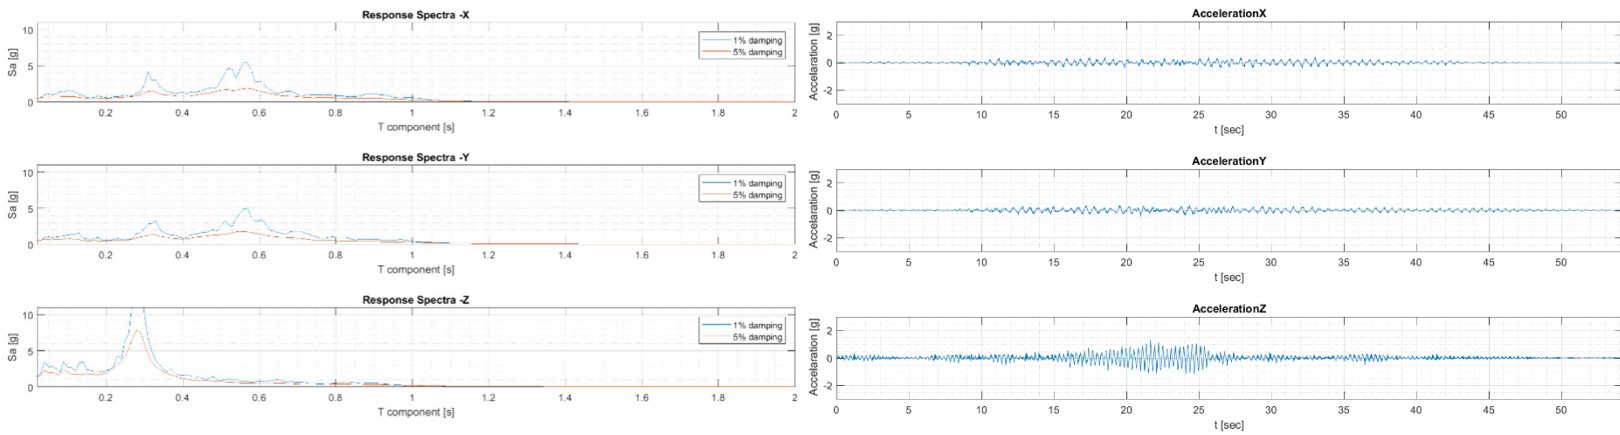 Response Spectra -X
Sa [g]
10
5
0
1% damping
5% damping
0.2 0.4 0.6 0.8 1 1.2 1.4 1.6 1.8 2
T component [s]
Response Spectra -Y
Sa [g]
10
5
0
1% damping
5% damping
0.2 0.4 0.6 0.8 1 1.2 1.4 1.6 1.8 2
T component [s]
Response Spectra -Z
Sa [g]
10
5
0
1% damping
5% damping
0.2 0.4 0.6 0.8 1 1.2 1.4 1.6 1.8 2
T component [s]
AccelerationX
Accelaration [g]
2
0
-2
0 5 10 15 20 25 30 35 40 45 50
t [sec]
AccelerationY
Accelaration [g]
2
0
-2
0 5 10 15 20 25 30 35 40 45 50
t [sec]
AccelerationZ
Accelaration [g]
2
0
-2
0 5 10 15 20 25 30 35 40 45 50
t [sec]